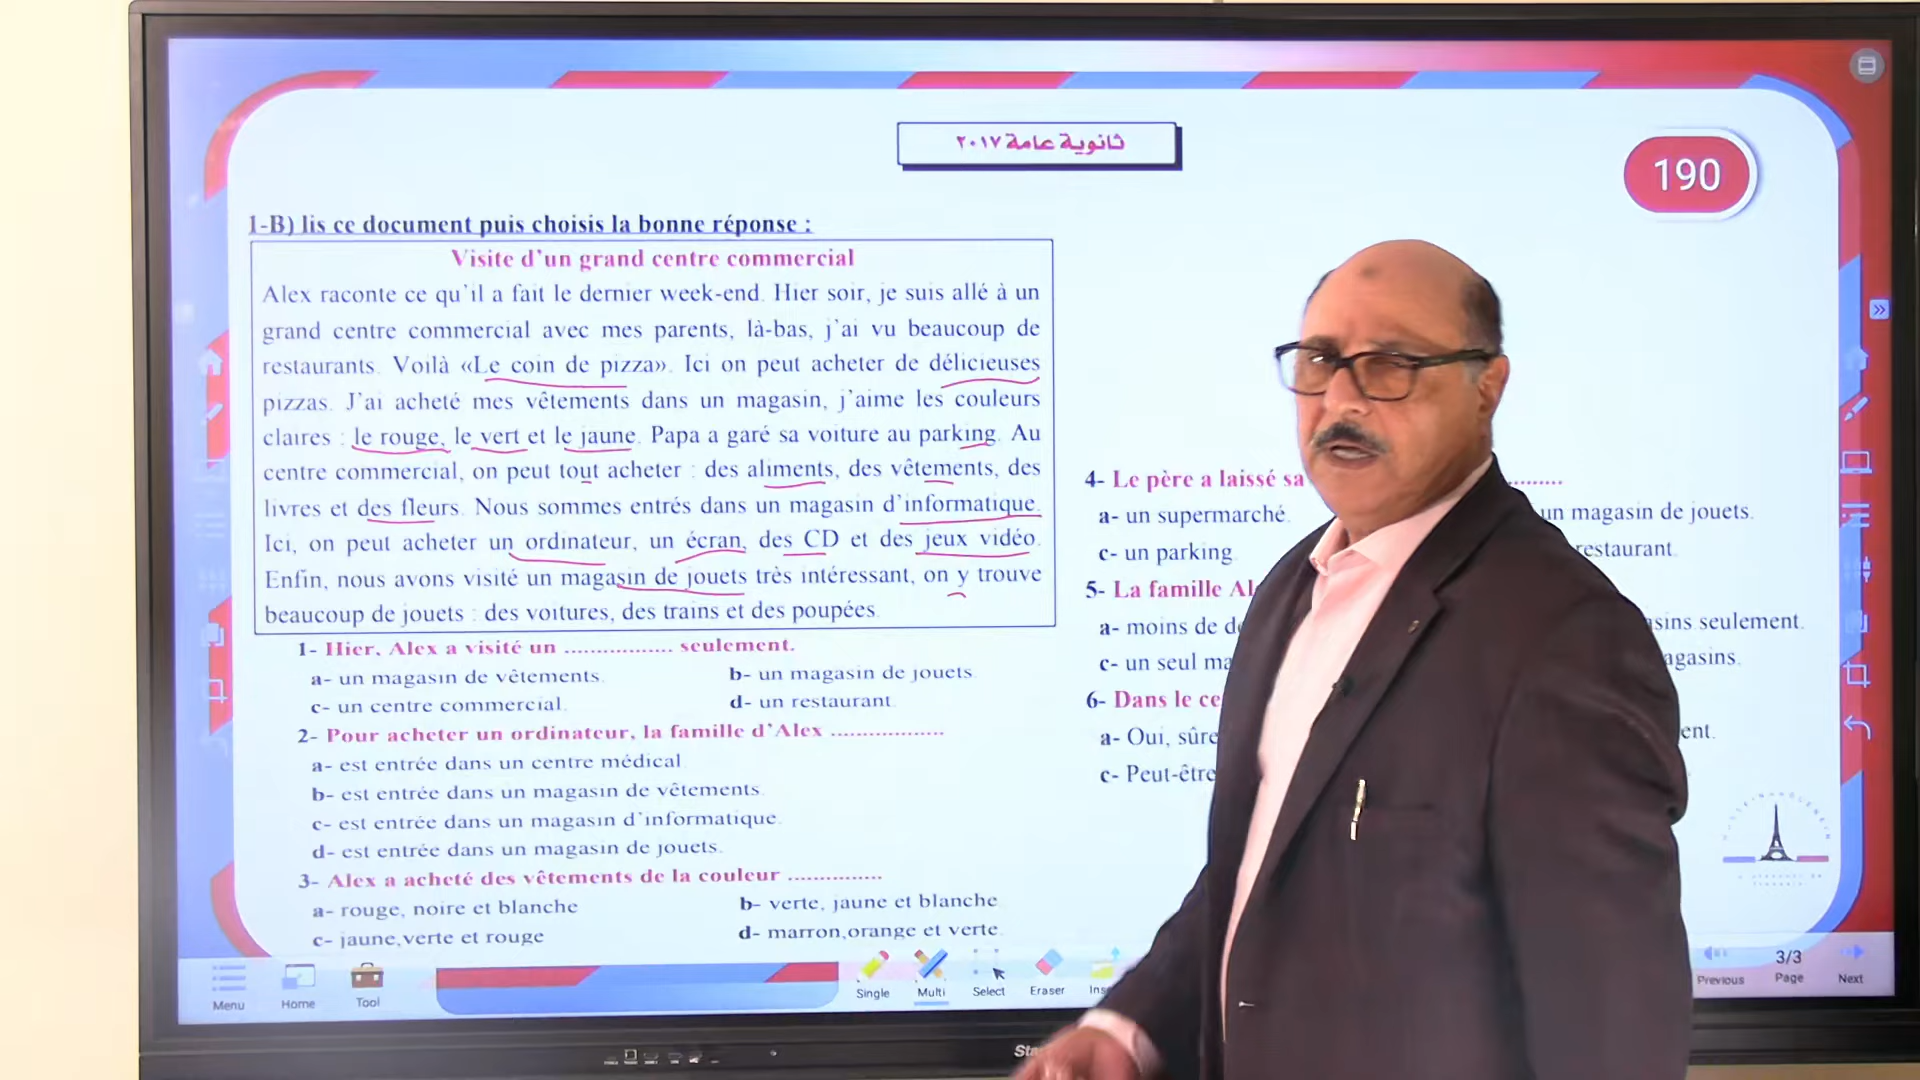 ثانوية عامة ٢٠١٧
190
1-B) lis ce document puis choisis la bonne réponse :
Visite d'un grand centre commercial
Alex raconte ce qu'il a fait le dernier week-end. Hier soir, je suis allé à un
grand centre commercial avec mes parents, là-bas, j'ai vu beaucoup de
restaurants. Voilà «Le coin de pizza». Ici on peut acheter de délicieuses
pizzas. J'ai acheté mes vêtements dans un magasin, j'aime les couleurs
claires : le rouge, le vert et le jaune. Papa a garé sa voiture au parking. Au
centre commercial, on peut tout acheter : des aliments, des vêtements, des
livres et des fleurs. Nous sommes entrés dans un magasin d'informatique.
Ici, on peut acheter un ordinateur, un écran, des CD et des jeux vidéo.
Enfin, nous avons visité un magasin de jouets très intéressant, on y trouve
beaucoup de jouets : des voitures, des trains et des poupées.
1- Hier, Alex a visité un ................. seulement.
a- un magasin de vêtements.
b- un magasin de jouets
c- un centre commercial.
d- un restaurant.
2- Pour acheter un ordinateur, la famille d'Alex ..................
a- est entrée dans un centre médical
b- est entrée dans un magasin de vêtements.
c- est entrée dans un magasin d'informatique.
d- est entrée dans un magasin de jouets.
3- Alex a acheté des vêtements de la couleur ...............
a- rouge, noire et blanche
b- verte, jaune et blanche
c- jaune,verte et rouge
d- marron,orange et verte.
4- Le père a laissé sa .........
a- un supermarché.
un magasin de jouets.
c- un parking
restaurant.
5- La famille Al
a- moins de d
seulement.
c- un seul ma
6- Dans le ce
a- Oui, sûre
c- Peut-être
Menu
Home
Tool
Single
Multi
Select
Eraser
Previous
3/3
Page
Next